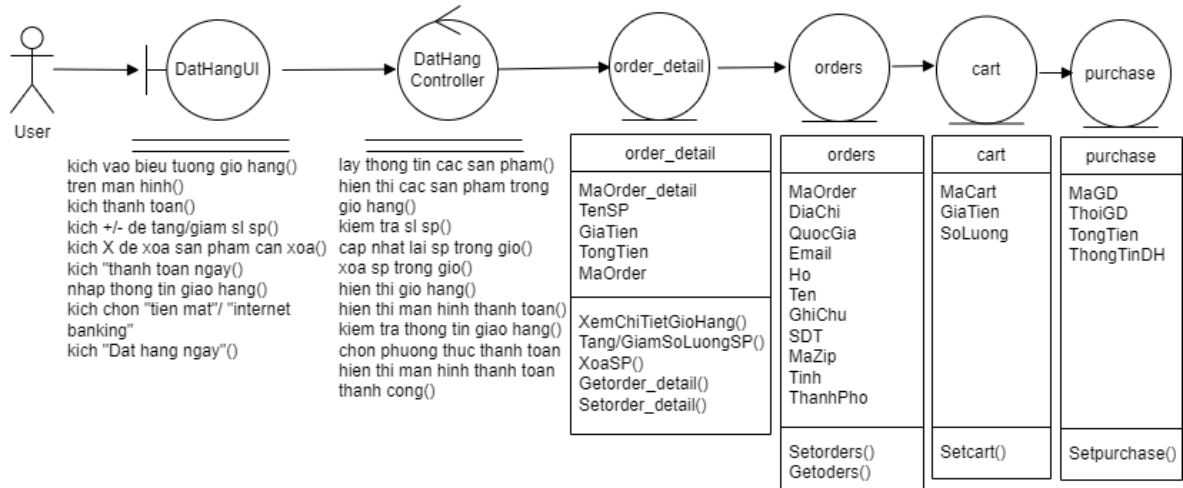 User
DatHangUI
DatHang
Controller
order_detail
orders
cart
purchase
kich vao bieu tuong gio hang()
tren man hinh()
kich thanh toan()
kich +/- de tang/giam sl sp()
kich X de xoa san pham can xoa()
kich "thanh toan ngay()
nhap thong tin giao hang()
kich chon "tien mat"/ "internet
banking"
kich "Dat hang ngay"()
lay thong tin cac san pham()
hien thi cac san pham trong
gio hang()
kiem tra sl sp()
cap nhat lai sp trong gio()
xoa sp trong gio()
hien thi gio hang()
hien thi man hinh thanh toan()
kiem tra thong tin giao hang()
chon phuong thuc thanh toan
hien thi man hinh thanh toan
thanh cong()
order_detail
MaOrder_detail
TenSP
GiaTien
TongTien
MaOrder
XemChiTietGioHang()
Tang/GiamSoLuongSP()
XoaSP()
Getorder_detail()
Setorder_detail()
orders
MaOrder
DiaChi
QuocGia
Email
Ho
Ten
GhiChu
SDT
MaZip
Tinh
ThanhPho
Setorders()
Getoders()
cart
MaCart
GiaTien
SoLuong
Setcart()
purchase
MaGD
ThoiGD
TongTien
ThongTinDH
Setpurchase()